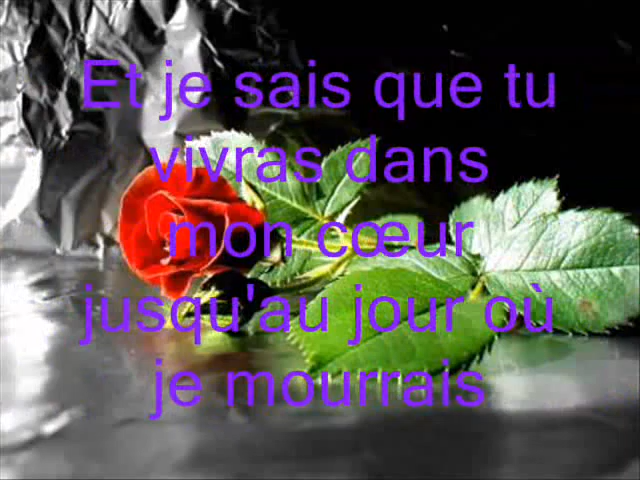 Et je sais que tu
vivras dans
mon cœur
jusqu'au jour où
je mourrais